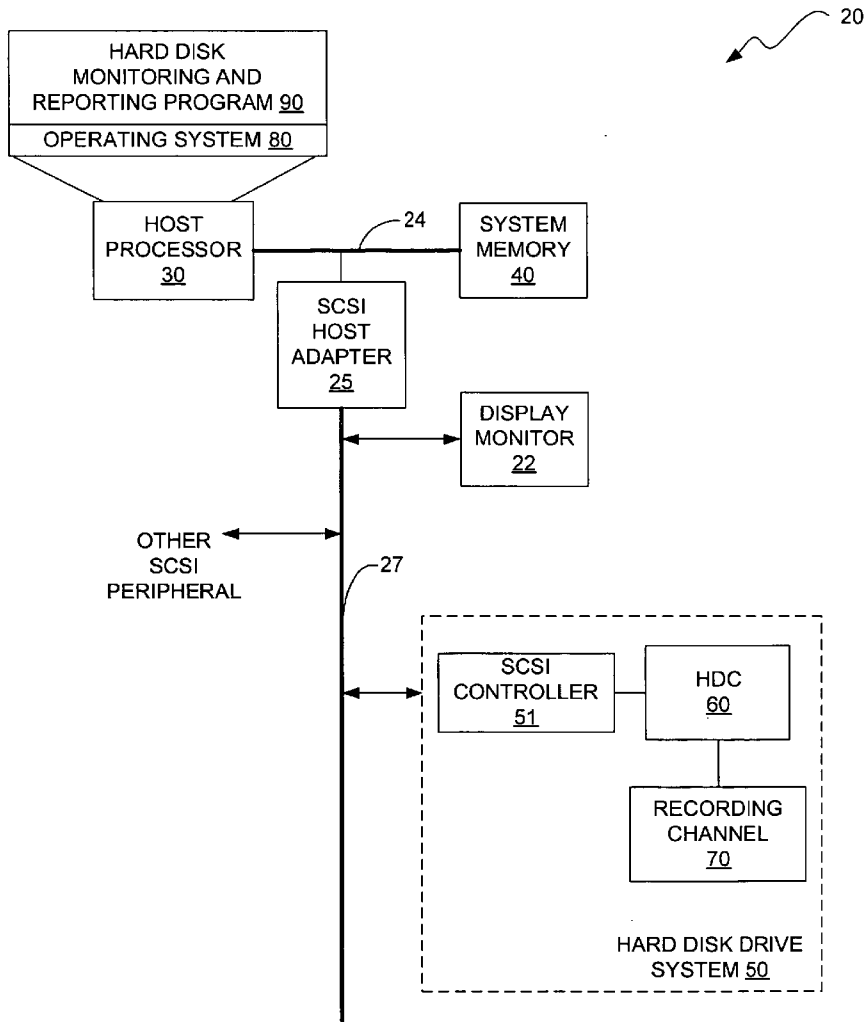 20
HARD DISK
MONITORING AND
REPORTING PROGRAM 90
OPERATING SYSTEM 80
HOST
PROCESSOR
30
24
SYSTEM
MEMORY
40
SCSI
HOST
ADAPTER
25
DISPLAY
MONITOR
22
OTHER
SCSI
PERIPHERAL
27
SCSI
CONTROLLER
51
HDC
60
RECORDING
CHANNEL
70
HARD DISK DRIVE
SYSTEM 50